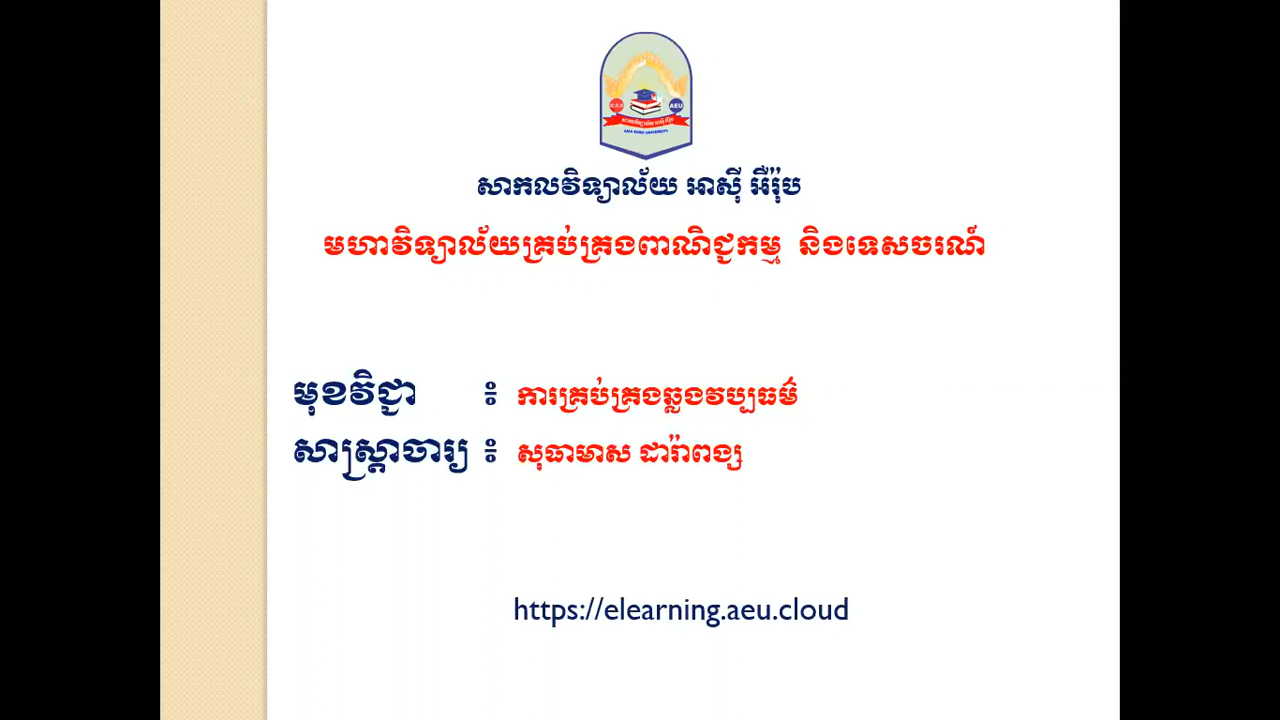 AEU
ASIA EURO UNIVERSITY
សាកលវិទ្យាល័យ អាស៊ី អឺរ៉ុប
មហាវិទ្យាល័យគ្រប់គ្រងពាណិជ្ជកម្ម និងទេសចរណ៍
មុខវិជ្ជា ៖ ការគ្រប់គ្រងឆ្លងវប្បធម៌
សាស្ត្រាចារ្យ ៖ សុធាមាស ដារ៉ាពង្ស
https://elearning.aeu.cloud